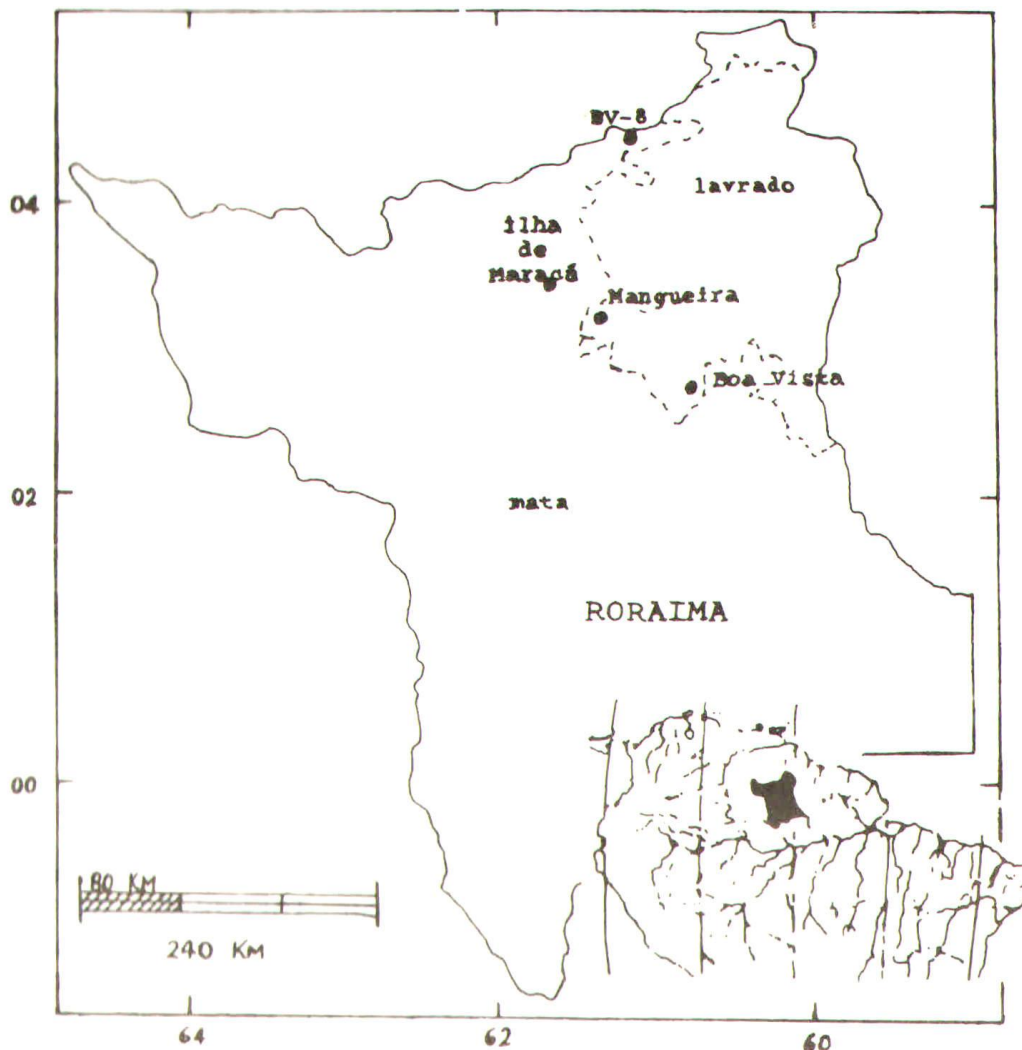 BV-8
04
lavrado
ilha
de
Maracá
Mangueira
Boa Vista
02
mata
RORAIMA
00
80 KM
240 KM
64
62
60